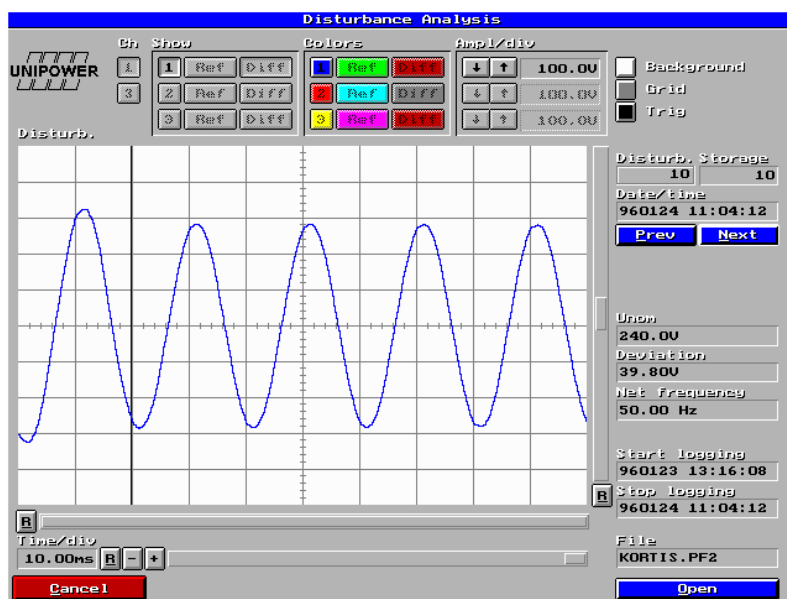 Disturbance Analysis
UNIPOWER
Ch Show Colors Ampl/div
1 1 Ref Diff 1 Ref Diff 100.0V Background
3 2 Ref Diff 2 Ref Diff 100.0V Grid
3 Ref Diff 3 Ref Diff 100.0V Trig
Disturb.
Disturb. Storage
10 10
Date/time
960124 11:04:12
Prev Next
Unom
240.0V
Deviation
39.80V
Net frequency
50.00 Hz
Start logging
960123 13:16:08
R Stop logging
960124 11:04:12
R
Time/div File
10.00ms R - + KORTIS.PF2
Cancel Open